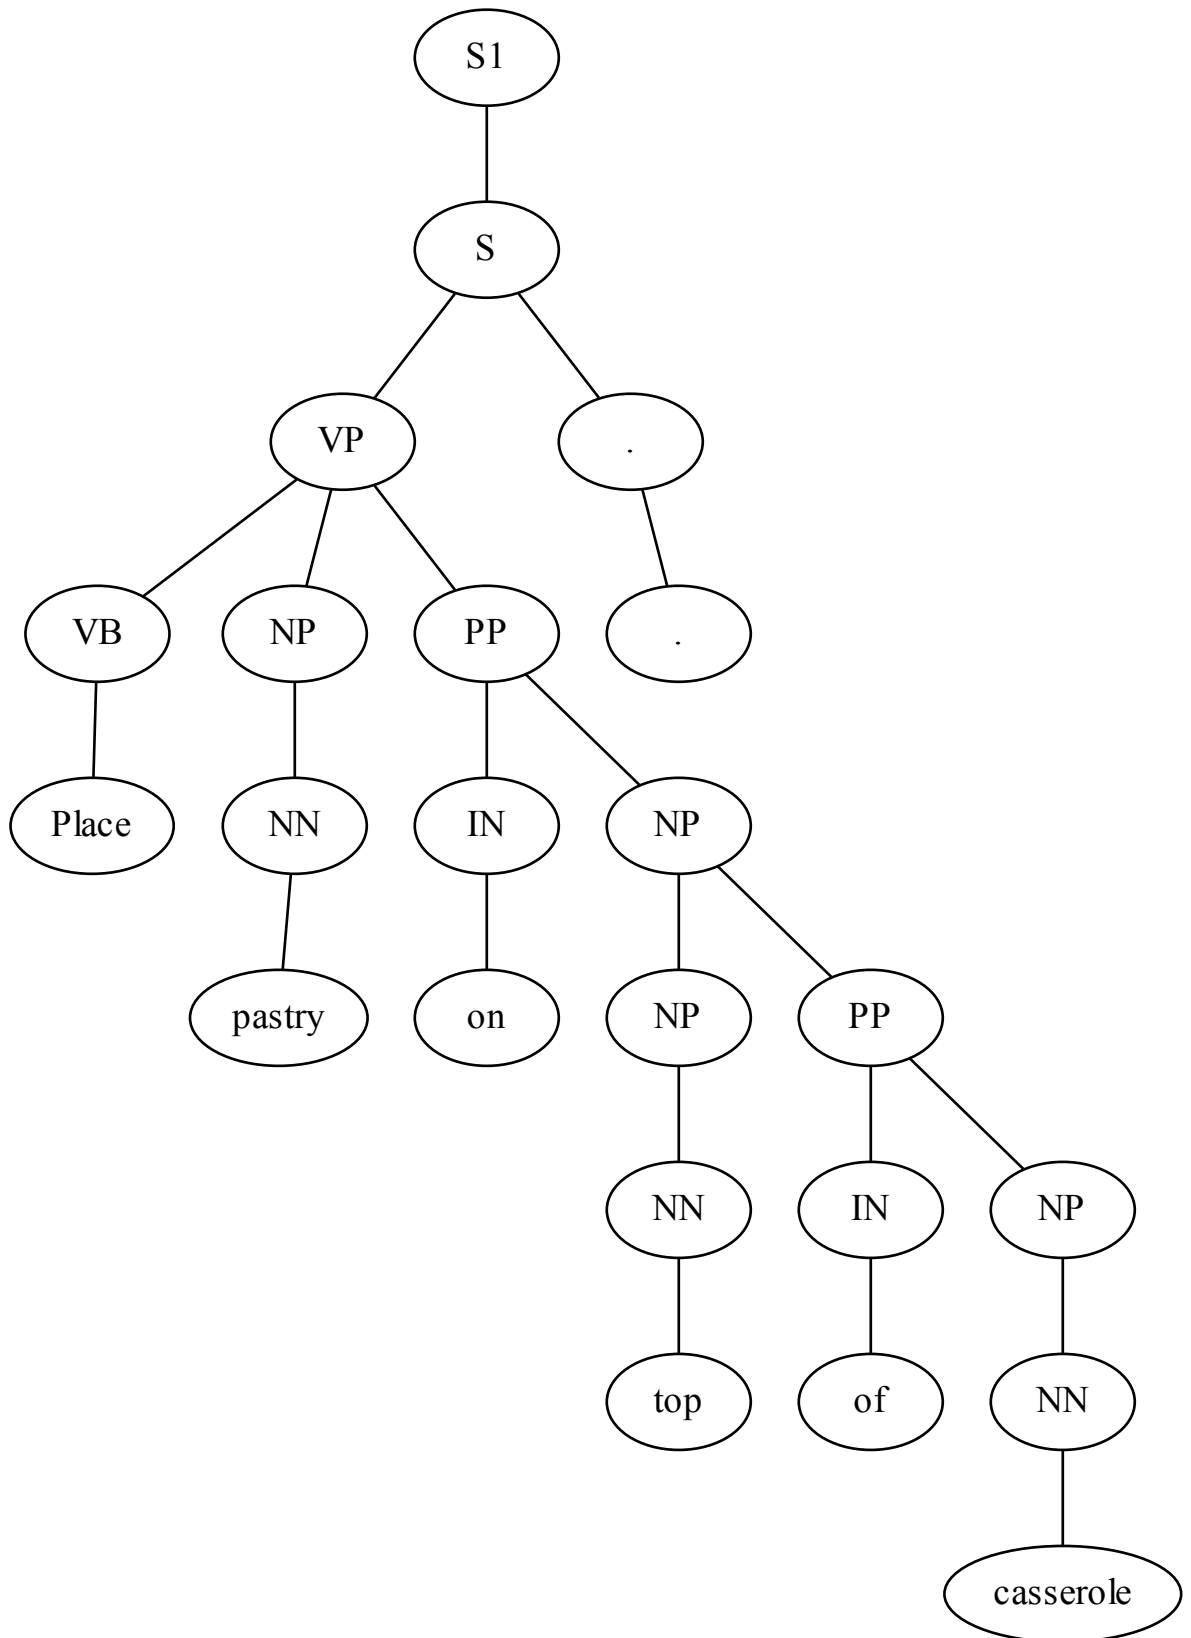 S1
S
VP .
VB NP PP .
Place NN IN NP
pastry on NP PP
NN IN NP
top of NN
casserole